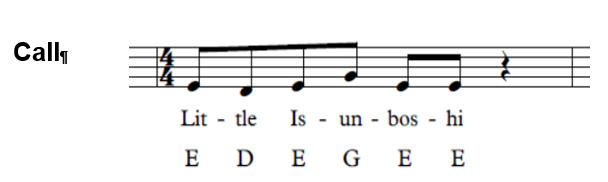 Call¶
4
4
Lit - tle Is - un - bos - hi
E D E G E E